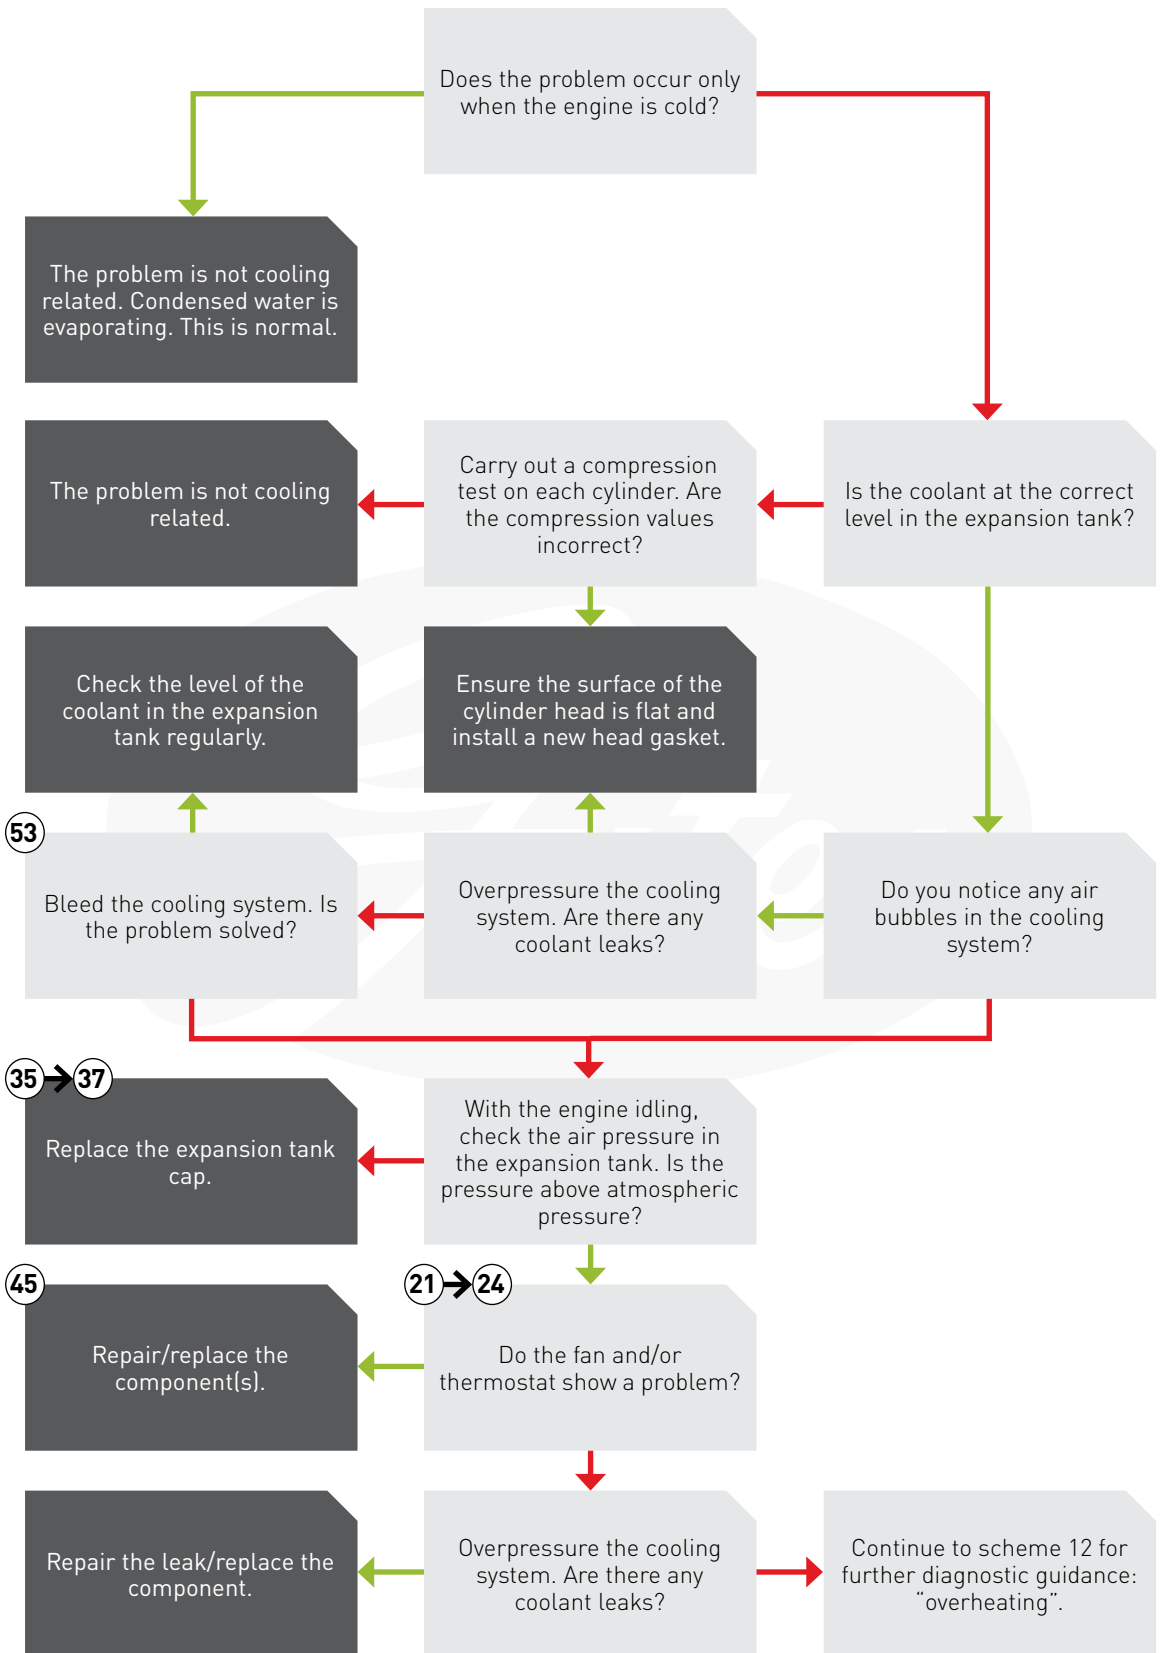 Does the problem occur only
when the engine is cold?
The problem is not cooling
related. Condensed water is
evaporating. This is normal.
The problem is not cooling
related.
Carry out a compression
test on each cylinder. Are
the compression values
incorrect?
Is the coolant at the correct
level in the expansion tank?
Check the level of the
coolant in the expansion
tank regularly.
Ensure the surface of the
cylinder head is flat and
install a new head gasket.
53
Bleed the cooling system. Is
the problem solved?
Overpressure the cooling
system. Are there any
coolant leaks?
Do you notice any air
bubbles in the cooling
system?
35 → 37
Replace the expansion tank
cap.
With the engine idling,
check the air pressure in
the expansion tank. Is the
pressure above atmospheric
pressure?
45
Repair/replace the
component(s).
21 → 24
Do the fan and/or
thermostat show a problem?
Repair the leak/replace the
component.
Overpressure the cooling
system. Are there any
coolant leaks?
Continue to scheme 12 for
further diagnostic guidance:
“overheating”.